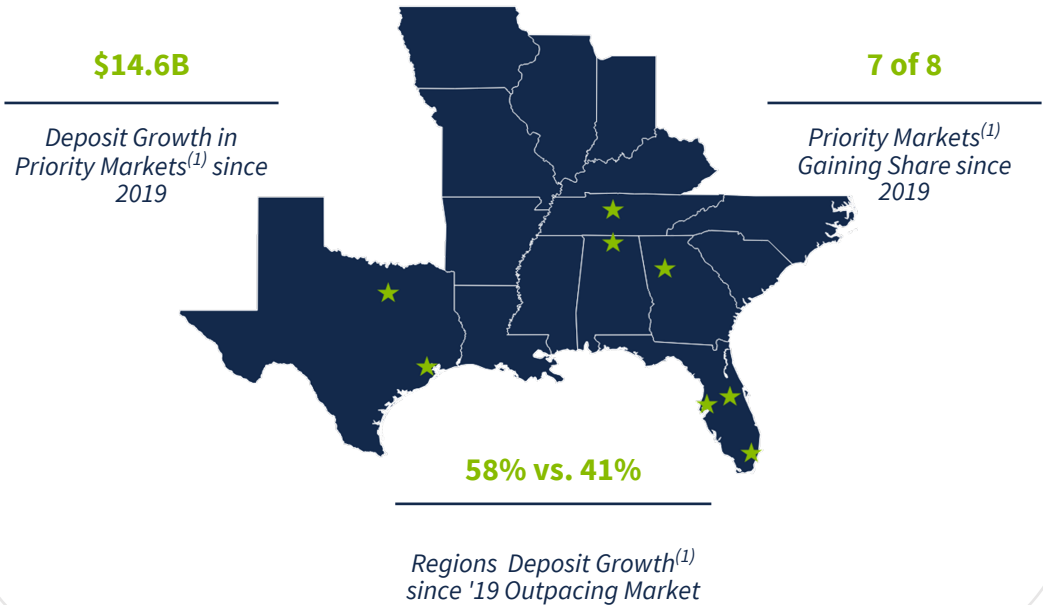 $14.6B
Deposit Growth in
Priority Markets(1) since
2019
7 of 8
Priority Markets(1)
Gaining Share since
2019
58% vs. 41%
Regions Deposit Growth(1)
since '19 Outpacing Market